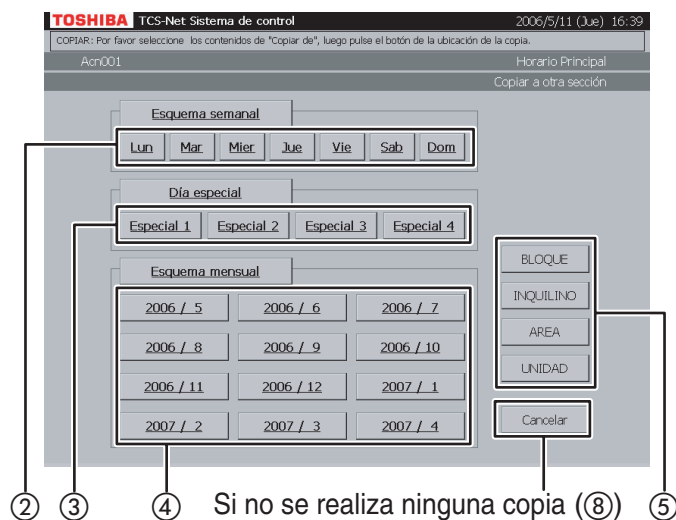 TOSHIBA TCS-Net Sistema de control 2006/5/11 (Jue) 16:39
COPIAR: Por favor seleccione los contenidos de "Copiar de", luego pulse el botón de la ubicación de la copia.
Acn001 Horario Principal
Copiar a otra sección
Esquema semanal
Lun Mar Mier Jue Vie Sab Dom
Día especial
Especial 1 Especial 2 Especial 3 Especial 4
Esquema mensual
2006 / 5 2006 / 6 2006 / 7
2006 / 8 2006 / 9 2006 / 10
2006 / 11 2006 / 12 2007 / 1
2007 / 2 2007 / 3 2007 / 4
BLOQUE
INQUILINO
AREA
UNIDAD
Cancelar
② ③ ④ Si no se realiza ninguna copia (⑧) ⑤